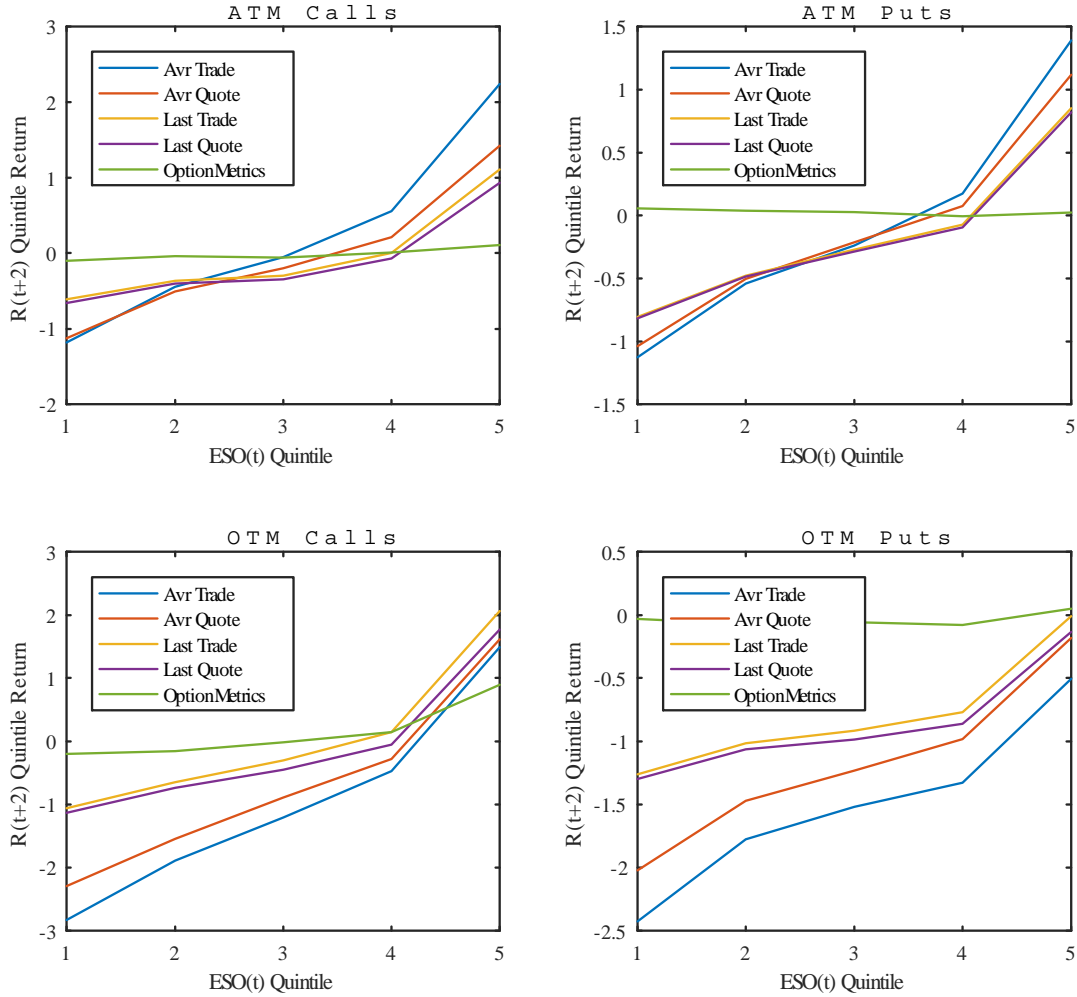 ATM Calls
3
2
1
0
-1
-2
R(t+2) Quintile Return
Avr Trade
Avr Quote
Last Trade
Last Quote
OptionMetrics
1 2 3 4 5
ESO(t) Quintile
ATM Puts
1.5
1
0.5
0
-0.5
-1
-1.5
R(t+2) Quintile Return
Avr Trade
Avr Quote
Last Trade
Last Quote
OptionMetrics
1 2 3 4 5
ESO(t) Quintile
OTM Calls
3
2
1
0
-1
-2
-3
R(t+2) Quintile Return
Avr Trade
Avr Quote
Last Trade
Last Quote
OptionMetrics
1 2 3 4 5
ESO(t) Quintile
OTM Puts
0.5
0
-0.5
-1
-1.5
-2
-2.5
R(t+2) Quintile Return
Avr Trade
Avr Quote
Last Trade
Last Quote
OptionMetrics
1 2 3 4 5
ESO(t) Quintile